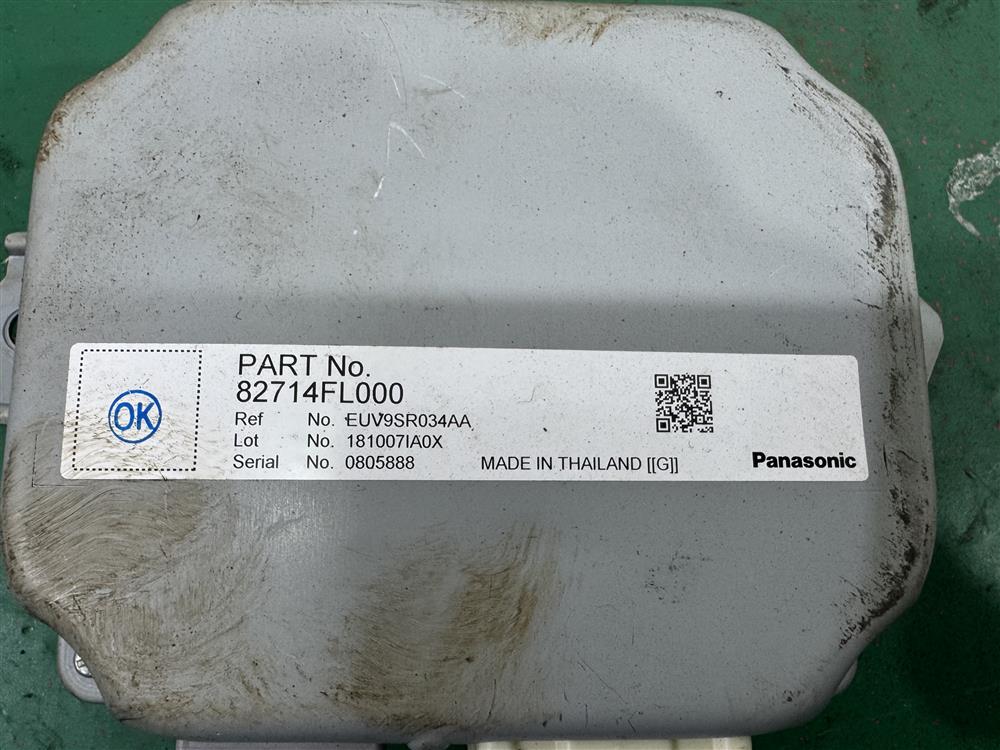 OK
PART No.
82714FL000
Ref No. EUV9SR034AA
Lot No. 181007IA0X
Serial No. 0805888
MADE IN THAILAND [[G]]
Panasonic